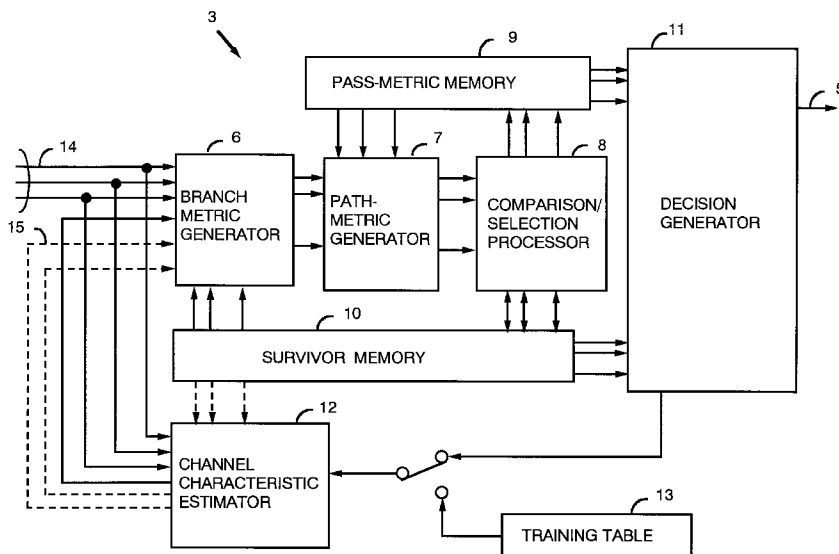 3
9
PASS-METRIC MEMORY
11
5
14
6
BRANCH
METRIC
GENERATOR
7
PATH-
METRIC
GENERATOR
8
COMPARISON/
SELECTION
PROCESSOR
DECISION
GENERATOR
15
10
SURVIVOR MEMORY
12
CHANNEL
CHARACTERISTIC
ESTIMATOR
13
TRAINING TABLE